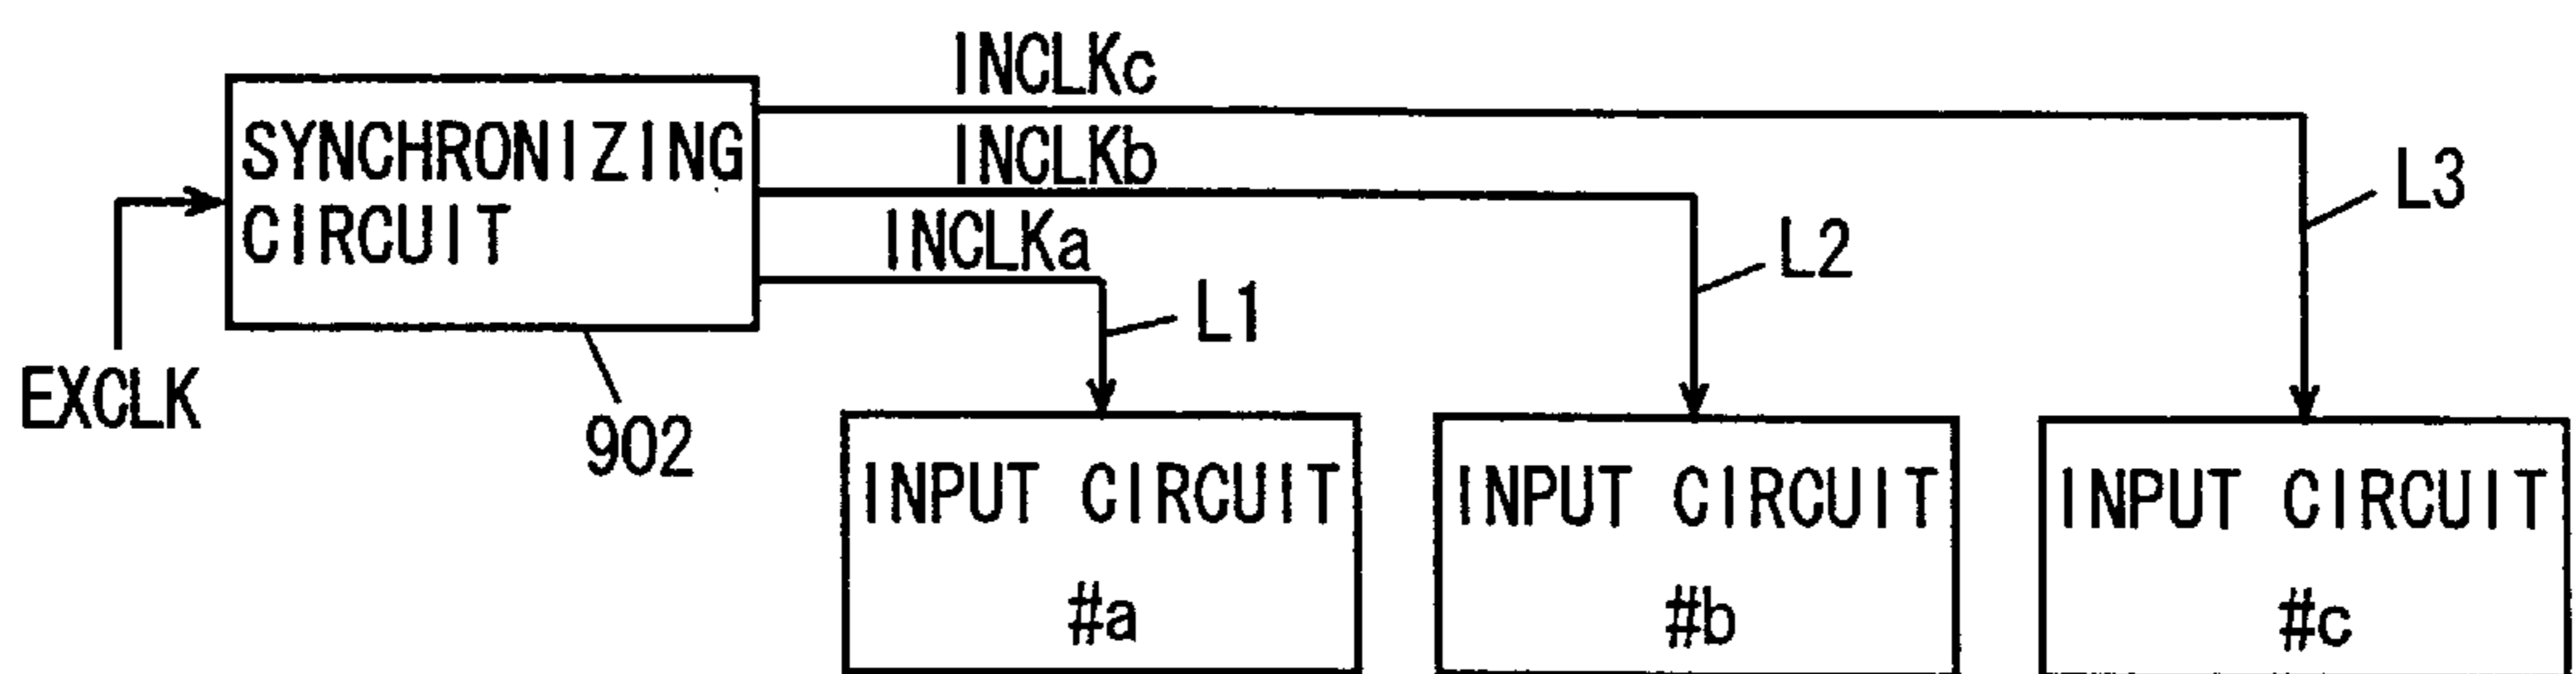 INCLKc
SYNCHRONIZING
CIRCUIT
INCLKb
INCLKa
L3
L2
L1
EXCLK
902
INPUT CIRCUIT
#a
INPUT CIRCUIT
#b
INPUT CIRCUIT
#c